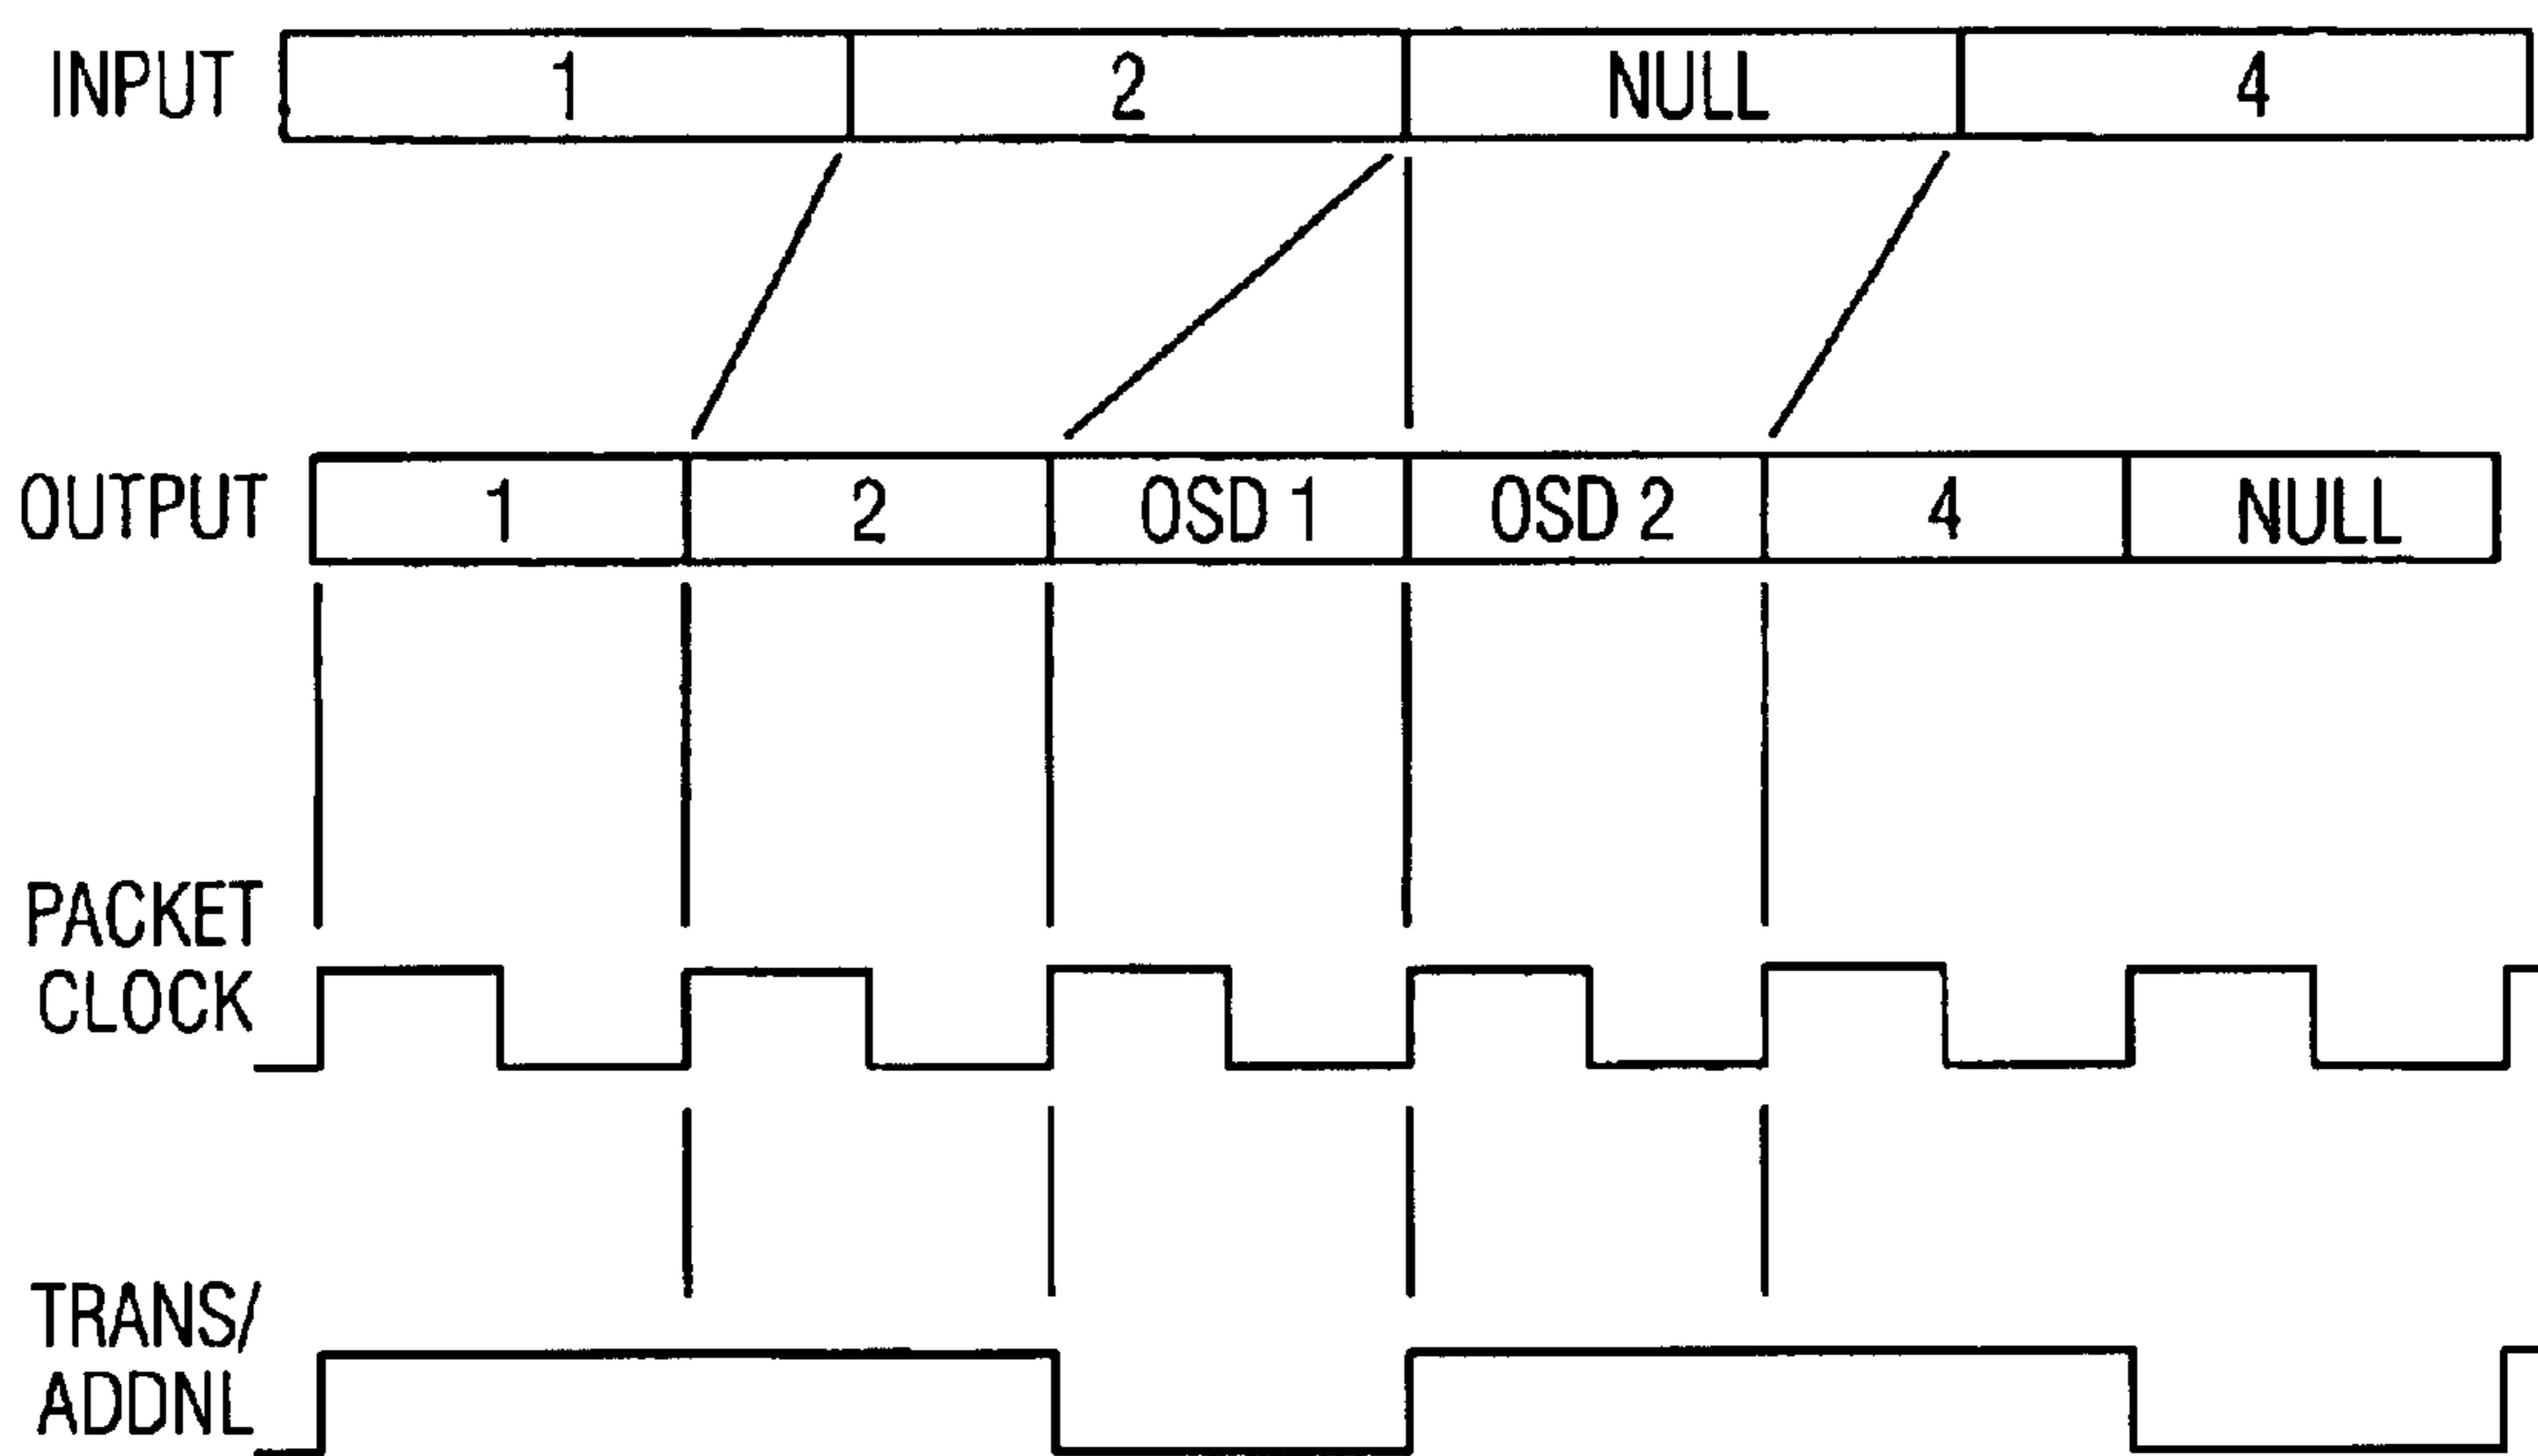 INPUT 1 2 NULL 4
OUTPUT 1 2 OSD 1 OSD 2 4 NULL
PACKET
CLOCK
TRANS/
ADDNL